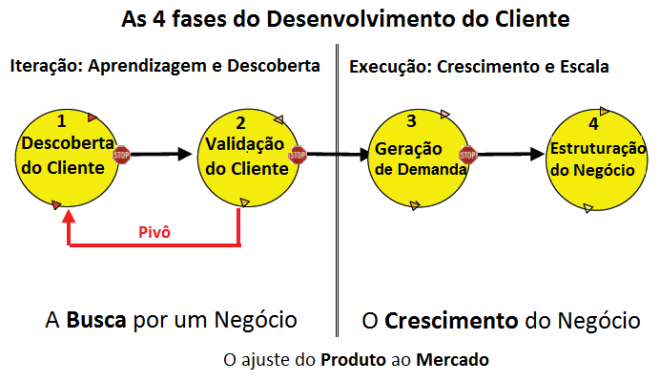 As 4 fases do Desenvolvimento do Cliente
Iteração: Aprendizagem e Descoberta
Execução: Crescimento e Escala
1
Descoberta
do Cliente
STOP
2
Validação
do Cliente
STOP
3
Geração
de Demanda
STOP
4
Estruturação
do Negócio
Pivô
A Busca por um Negócio
O Crescimento do Negócio
O ajuste do Produto ao Mercado